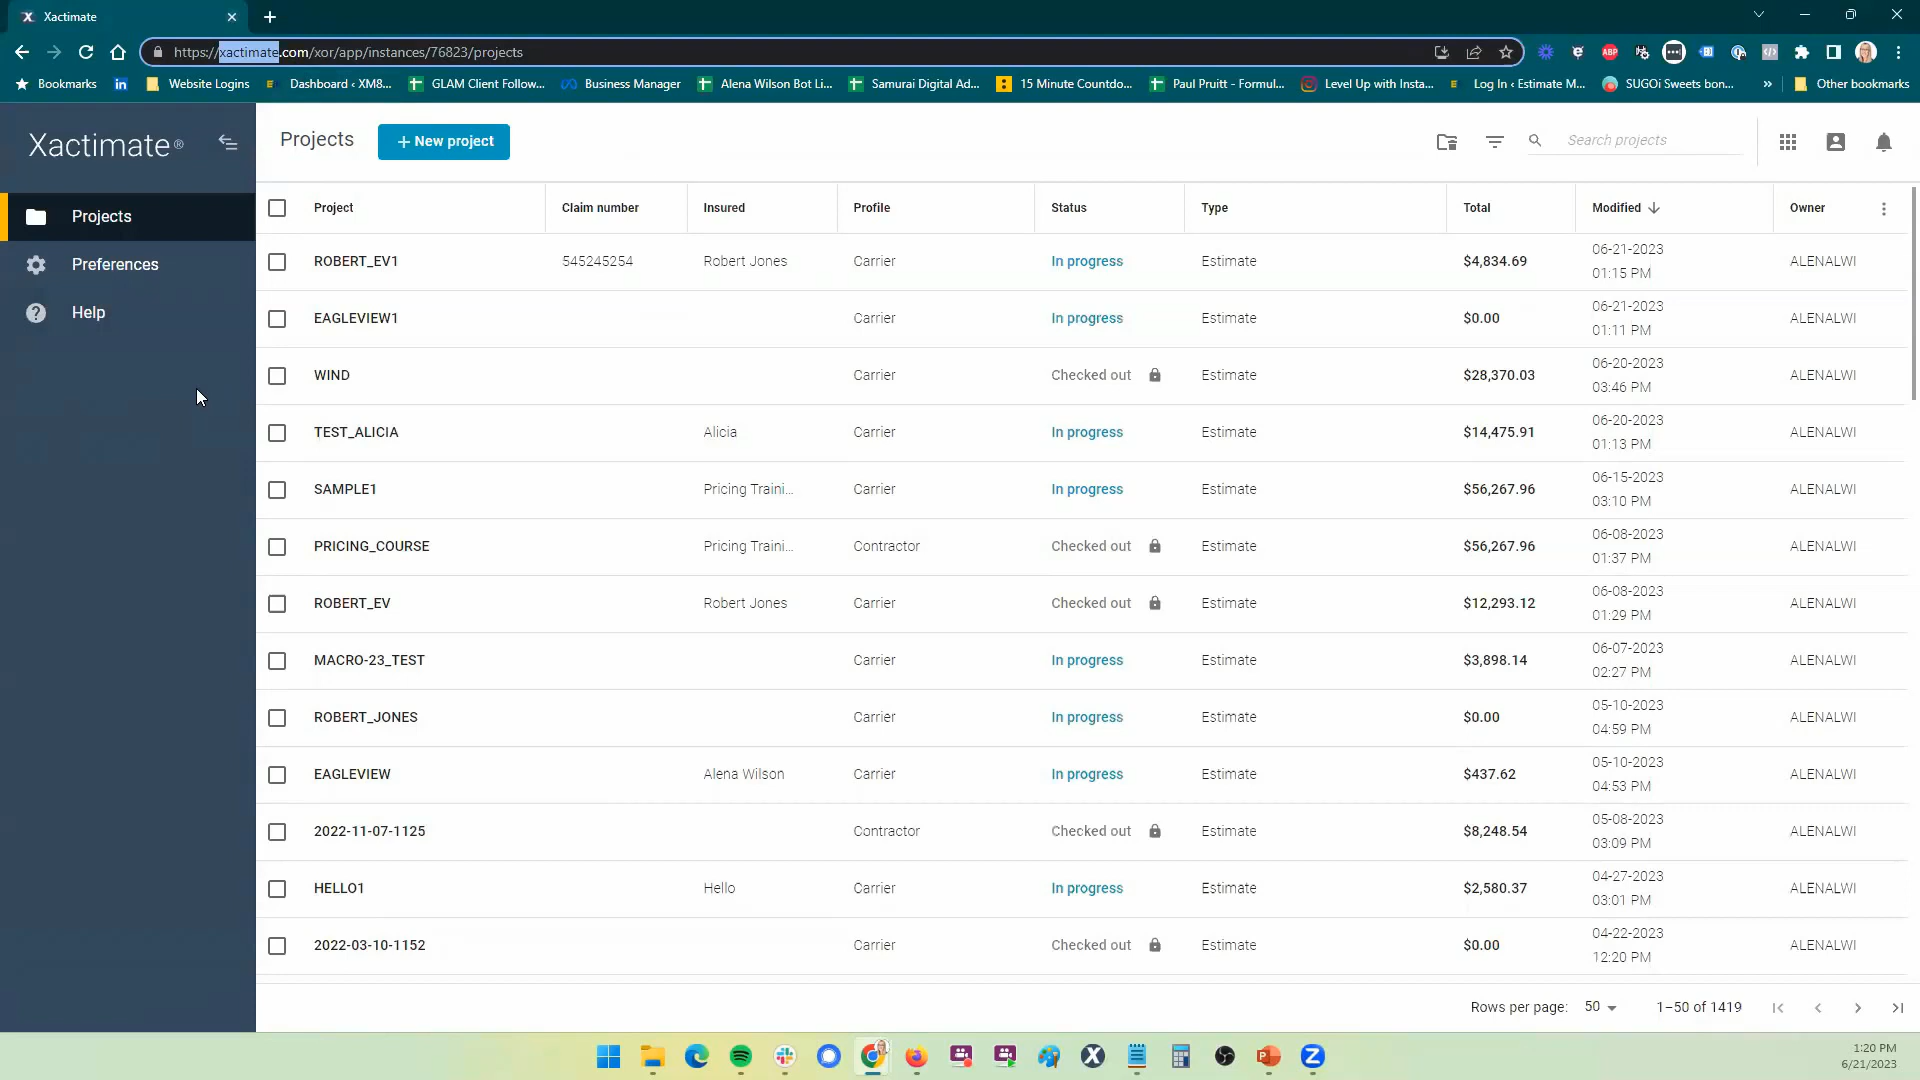 Xactimate
https://xactimate.com/xor/app/instances/76823/projects
Bookmarks
Website Logins
Dashboard ‹ XM8...
GLAM Client Follow...
Business Manager
Alena Wilson Bot Li...
Samurai Digital Ad...
15 Minute Countdo...
Paul Pruitt - Formul...
Level Up with Insta...
Log In ‹ Estimate M...
SUGOi Sweets bon...
»
Other bookmarks
Xactimate®
Projects
+ New project
Search projects
Projects
Preferences
Help
Project Claim number Insured Profile Status Type Total Modified Owner
ROBERT_EV1 545245254 Robert Jones Carrier In progress Estimate $4,834.69 06-21-2023 ALENALWI
01:15 PM
EAGLEVIEW1 Carrier In progress Estimate $0.00 06-21-2023 ALENALWI
01:11 PM
WIND Carrier Checked out Estimate $28,370.03 06-20-2023 ALENALWI
03:46 PM
TEST_ALICIA Alicia Carrier In progress Estimate $14,475.91 06-20-2023 ALENALWI
01:13 PM
SAMPLE1 Pricing Traini... Carrier In progress Estimate $56,267.96 06-15-2023 ALENALWI
03:10 PM
PRICING_COURSE Pricing Traini... Contractor Checked out Estimate $56,267.96 06-08-2023 ALENALWI
01:37 PM
ROBERT_EV Robert Jones Carrier Checked out Estimate $12,293.12 06-08-2023 ALENALWI
01:29 PM
MACRO-23_TEST Carrier In progress Estimate $3,898.14 06-07-2023 ALENALWI
02:27 PM
ROBERT_JONES Carrier In progress Estimate $0.00 05-10-2023 ALENALWI
04:59 PM
EAGLEVIEW Alena Wilson Carrier In progress Estimate $437.62 05-10-2023 ALENALWI
04:53 PM
2022-11-07-1125 Contractor Checked out Estimate $8,248.54 05-08-2023 ALENALWI
03:09 PM
HELLO1 Hello Carrier In progress Estimate $2,580.37 04-27-2023 ALENALWI
03:01 PM
2022-03-10-1152 Carrier Checked out Estimate $0.00 04-22-2023 ALENALWI
12:20 PM
Rows per page: 50 1–50 of 1419
1:20 PM
6/21/2023